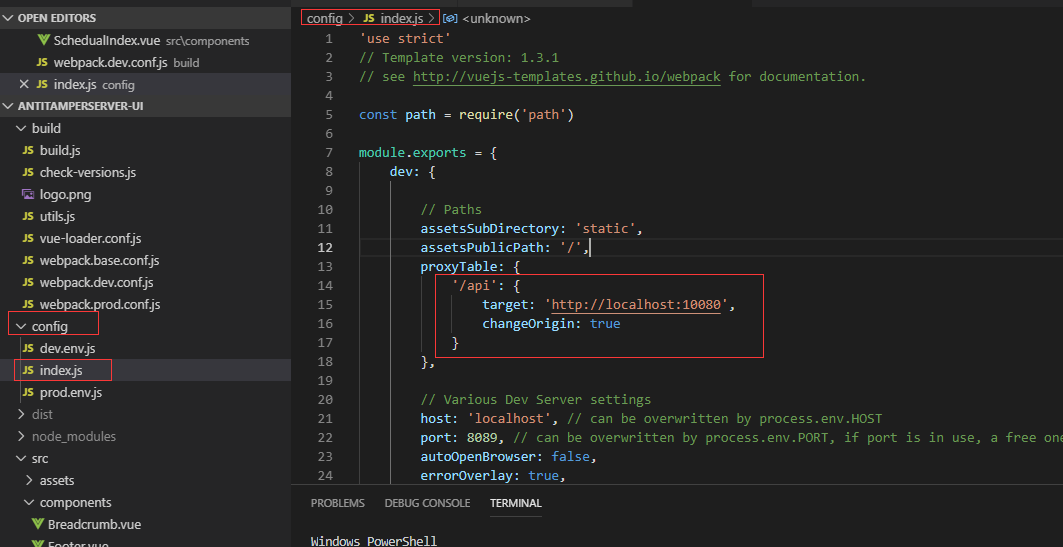 OPEN EDITORS
SchedualIndex.vue src\components
webpack.dev.conf.js build
index.js config
ANTITAMPERSERVER-UI
build
JS build.js
JS check-versions.js
logo.png
JS utils.js
JS vue-loader.conf.js
JS webpack.base.conf.js
JS webpack.dev.conf.js
JS webpack.prod.conf.js
config
JS dev.env.js
JS index.js
JS prod.env.js
dist
node_modules
src
assets
components
Breadcrumb.vue
Footer.vue
config > JS index.js > <unknown>
1 'use strict'
2 // Template version: 1.3.1
3 // see http://vuejs-templates.github.io/webpack for documentation.
4
5 const path = require('path')
6
7 module.exports = {
8 dev: {
9
10 // Paths
11 assetsSubDirectory: 'static',
12 assetsPublicPath: '/',
13 proxyTable: {
14 '/api': {
15 target: 'http://localhost:10080',
16 changeOrigin: true
17 }
18 },
19
20 // Various Dev Server settings
21 host: 'localhost', // can be overwritten by process.env.HOST
22 port: 8089, // can be overwritten by process.env.PORT, if port is in use, a free one
23 autoOpenBrowser: false,
24 errorOverlay: true,
PROBLEMS DEBUG CONSOLE TERMINAL
Windows PowerShell